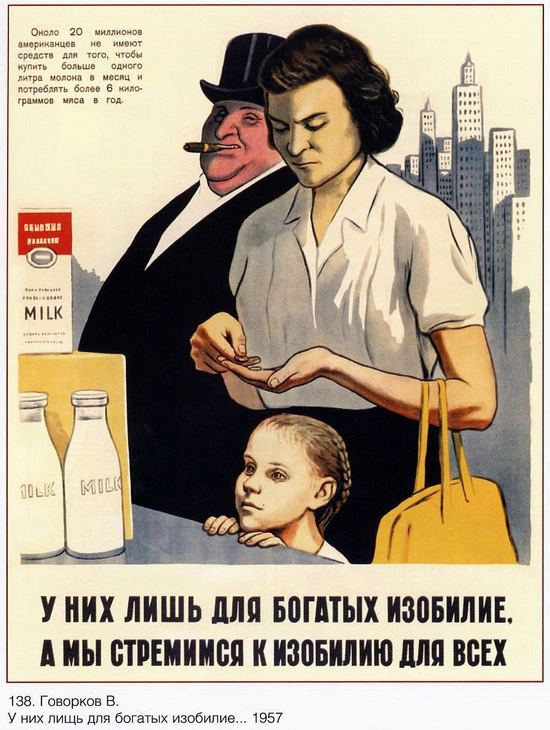 Около 20 миллионов
американцев не имеют
средств для того, чтобы
купить больше одного
литра молока в месяц и
потреблять более 6 кило-
граммов мяса в год.
MILK
MILK
MILK
У НИХ ЛИШЬ ДЛЯ БОГАТЫХ ИЗОБИЛИЕ,
А МЫ СТРЕМИМСЯ К ИЗОБИЛИЮ ДЛЯ ВСЕХ
138. Говорков В.
У них лищь для богатых изобилие... 1957